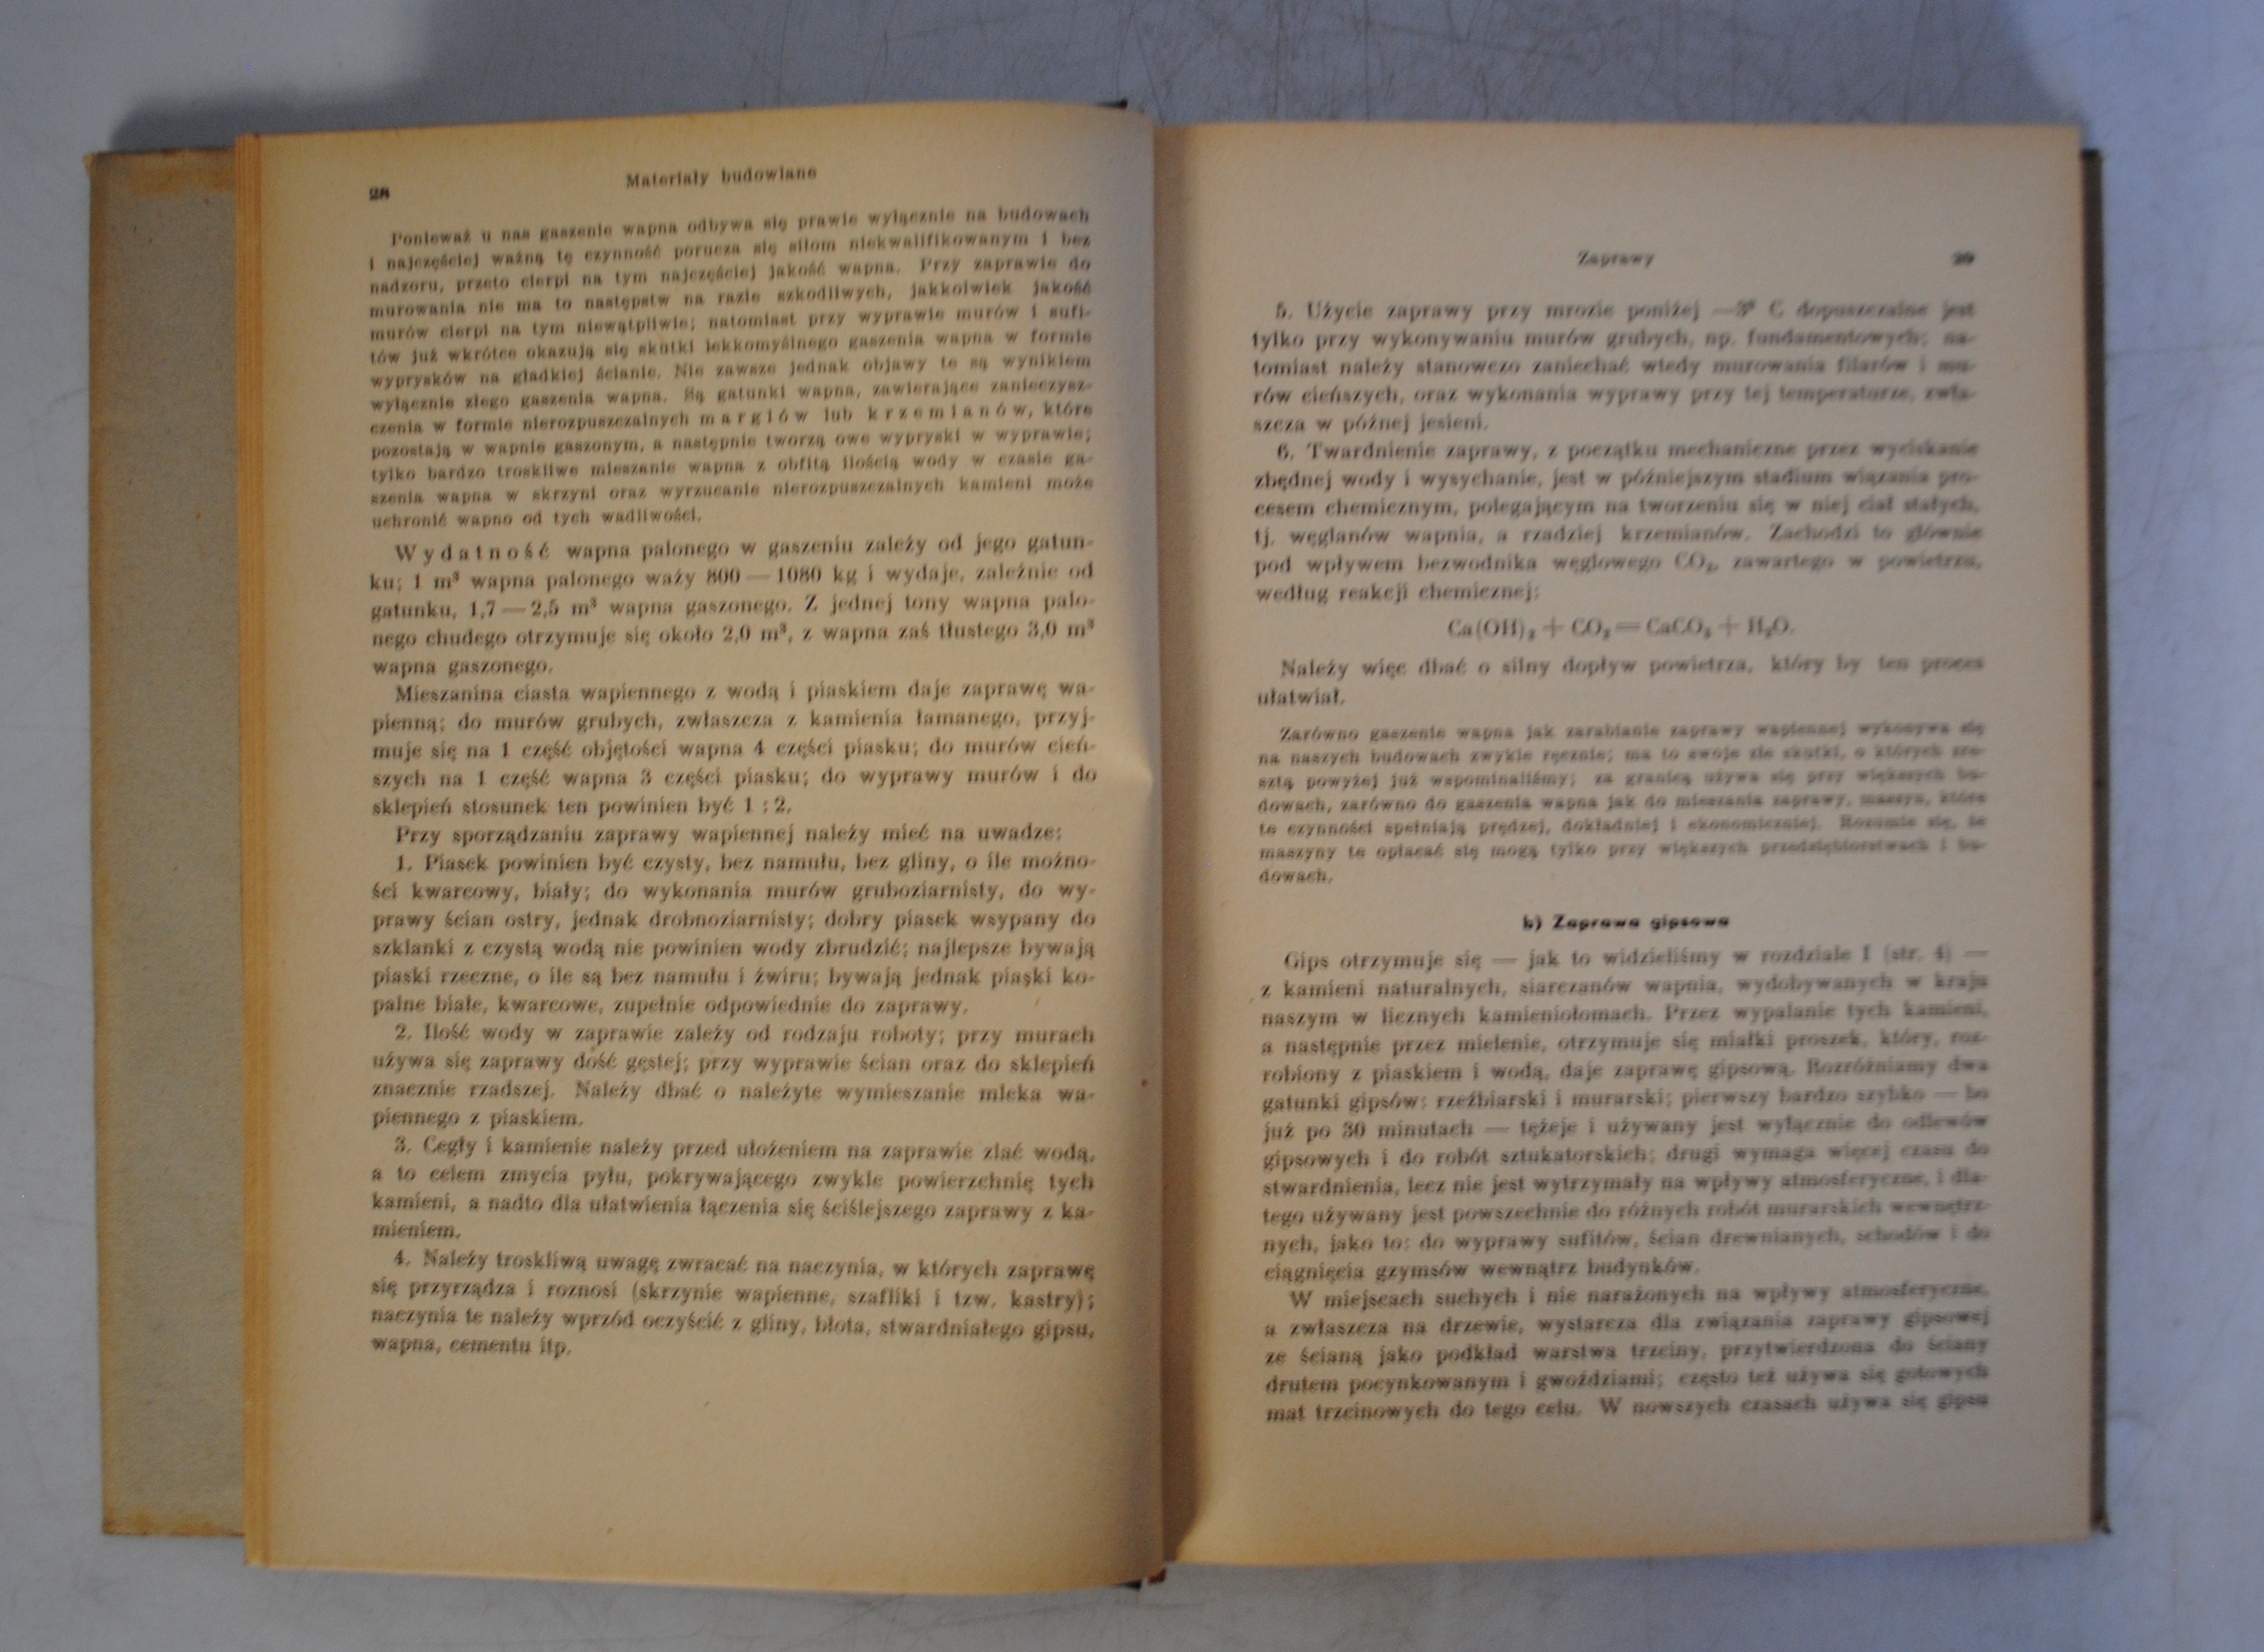 28
Materiały budowlane
Ponieważ u nas gaszenie wapna odbywa się prawie wyłącznie na budowach
i najczęściej ważną tę czynność porucza się siłom niekwalifikowanym i bez
nadzoru, przeto cierpi na tym najczęściej jakość wapna. Przy zaprawie do
murowania nie ma to następstw na razie szkodliwych, jakkolwiek jakość
murów cierpi na tym niewątpliwie; natomiast przy wyprawie murów i sufi-
tów już wkrótce okazują się skutki lekkomyślnego gaszenia wapna w formie
wyprysków na gładkiej ścianie. Nie zawsze jednak objawy te są wynikiem
wyłącznie złego gaszenia wapna. Są gatunki wapna, zawierające zanieczysz-
czenia w formie nierozpuszczalnych marglów lub krzemianów, które
pozostają w wapnie gaszonym, a następnie tworzą owe wypryski w wyprawie;
tylko bardzo troskliwe mieszanie wapna z obfitą ilością wody w czasie ga-
szenia wapna w skrzyni oraz wyrzucanie nierozpuszczalnych kamieni może
uchronić wapno od tych wadliwości.
Wydatność wapna palonego w gaszeniu zależy od jego gatun-
ku; 1 m³ wapna palonego waży 800 — 1080 kg i wydaje, zależnie od
gatunku, 1,7 — 2,5 m³ wapna gaszonego. Z jednej tony wapna palo-
nego chudego otrzymuje się około 2,0 m³, z wapna zaś tłustego 3,0 m³
wapna gaszonego.
Mieszanina ciasta wapiennego z wodą i piaskiem daje zaprawę wa-
pienną; do murów grubych, zwłaszcza z kamienia łamanego, przyj-
muje się na 1 część objętości wapna 4 części piasku; do murów cień-
szych na 1 część wapna 3 części piasku; do wyprawy murów i do
sklepień stosunek ten powinien być 1 : 2.
Przy sporządzaniu zaprawy wapiennej należy mieć na uwadze:
1. Piasek powinien być czysty, bez namułu, bez gliny, o ile możno-
ści kwarcowy, biały; do wykonania murów gruboziarnisty, do wy-
prawy ścian ostry, jednak drobnoziarnisty; dobry piasek wsypany do
szklanki z czystą wodą nie powinien wody zbrudzić; najlepsze bywają
piaski rzeczne, o ile są bez namułu i żwiru; bywają jednak piaski ko-
palne białe, kwarcowe, zupełnie odpowiednie do zaprawy.
2. Ilość wody w zaprawie zależy od rodzaju roboty; przy murach
używa się zaprawy dość gęstej; przy wyprawie ścian oraz do sklepień
znacznie rzadszej. Należy dbać o należyte wymieszanie mleka wa-
piennego z piaskiem.
3. Cegły i kamienie należy przed ułożeniem na zaprawie zlać wodą,
a to celem zmycia pyłu, pokrywającego zwykle powierzchnię tych
kamieni, a nadto dla ułatwienia łączenia się ściślejszego zaprawy z ka-
mieniem.
4. Należy troskliwą uwagę zwracać na naczynia, w których zaprawę
się przyrządza i roznosi (skrzynie wapienne, szafliki i tzw. kastry);
naczynia te należy wprzód oczyścić z gliny, błota, stwardniałego gipsu,
wapna, cementu itp.
Zaprawy
29
5. Użycie zaprawy przy mrozie poniżej C dopuszczalne jest
tylko przy wykonywaniu murów grubych, np. fundamentowych; na-
tomiast należy stanowczo zaniechać wtedy murowania filarów i mu-
rów cieńszych, oraz wykonania wyprawy przy tej temperaturze, zwła-
szcza w późnej jesieni.
6. Twardnienie zaprawy, z początku mechaniczne przez wyciskanie
zbędnej wody i wysychanie, jest w późniejszym stadium wiązania pro-
cesem chemicznym, polegającym na tworzeniu się w niej ciał stałych,
tj. węglanów wapnia, a rzadziej krzemianów. Zachodzi to głównie
pod wpływem bezwodnika węglowego CO₂, zawartego w powietrzu,
według reakcji chemicznej:
Ca(OH)₂ + CO₂ = CaCO₃ + H₂O.
Należy więc dbać o silny dopływ powietrza, który by ten proces
ułatwiał.
Zarówno gaszenie wapna jak zarabianie zaprawy wapiennej wykonywa się
na naszych budowach zwykle ręcznie; ma to swoje złe skutki, o których zre-
sztą powyżej już wspominaliśmy; za granicą używa się przy większych bu-
dowach, zarówno do gaszenia wapna jak do mieszania zaprawy, maszyn, które
te czynności spełniają prędzej, dokładniej i ekonomiczniej. Rozumie się, że
maszyny te opłacać się mogą tylko przy większych przedsiębiorstwach i bu-
dowach.
b) Zaprawa gipsowa
Gips otrzymuje się — jak to widzieliśmy w rozdziale I (str. 4) —
z kamieni naturalnych, siarczanów wapnia, wydobywanych w kraju
naszym w licznych kamieniołomach. Przez wypalanie tych kamieni,
a następnie przez mielenie, otrzymuje się miałki proszek, który, roz-
robiony z piaskiem i wodą, daje zaprawę gipsową. Rozróżniamy dwa
gatunki gipsów: rzeźbiarski i murarski; pierwszy bardzo szybko — bo
już po 30 minutach — tężeje i używany jest wyłącznie do odlewów
gipsowych i do robót sztukatorskich; drugi wymaga więcej czasu do
stwardnienia, lecz nie jest wytrzymały na wpływy atmosferyczne, i dla-
tego używany jest powszechnie do różnych robót murarskich wewnętrz-
nych, jako to: do wyprawy sufitów, ścian drewnianych, schodów i do
ciągnięcia gzymsów wewnątrz budynków.
W miejscach suchych i nie narażonych na wpływy atmosferyczne,
a zwłaszcza na drzewie, wystarcza dla związania zaprawy gipsowej
ze ścianą jako podkład warstwa trzciny, przytwierdzona do ściany
drutem pocynkowanym i gwoździami; często też używa się gotowych
mat trzcinowych do tego celu. W nowszych czasach używa się gipsu